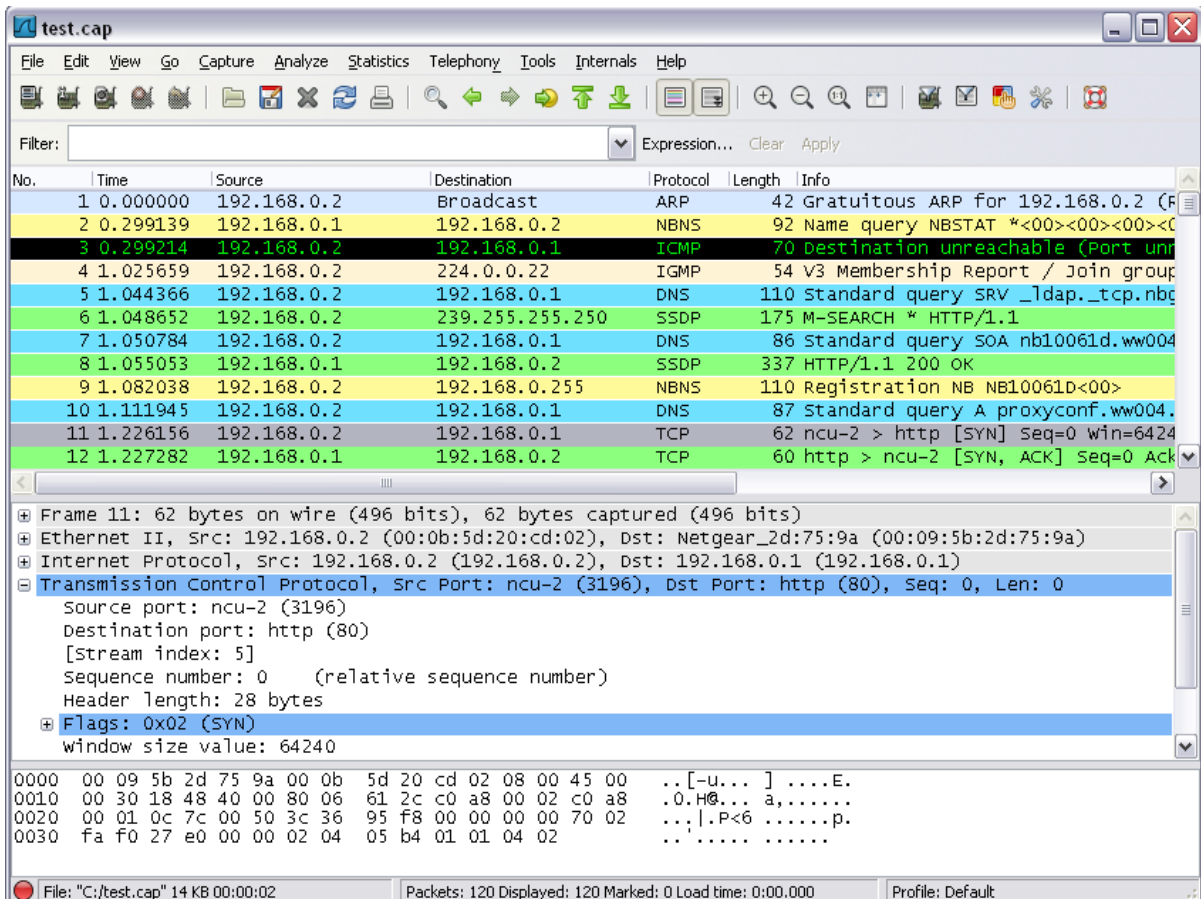 test.cap
File Edit View Go Capture Analyze Statistics Telephony Tools Internals Help
Filter: Expression... Clear Apply
No. Time Source Destination Protocol Length Info
1 0.000000 192.168.0.2 Broadcast ARP 42 Gratuitous ARP for 192.168.0.2 (R
2 0.299139 192.168.0.1 192.168.0.2 NBNS 92 Name query NBSTAT *<00><00><00><0
3 0.299214 192.168.0.2 192.168.0.1 ICMP 70 Destination unreachable (Port unr
4 1.025659 192.168.0.2 224.0.0.22 IGMP 54 V3 Membership Report / Join group
5 1.044366 192.168.0.2 192.168.0.1 DNS 110 Standard query SRV _ldap._tcp.nbg
6 1.048652 192.168.0.2 239.255.255.250 SSDP 175 M-SEARCH * HTTP/1.1
7 1.050784 192.168.0.2 192.168.0.1 DNS 86 Standard query SOA nb10061d.ww004
8 1.055053 192.168.0.1 192.168.0.2 SSDP 337 HTTP/1.1 200 OK
9 1.082038 192.168.0.2 192.168.0.255 NBNS 110 Registration NB NB10061D<00>
10 1.111945 192.168.0.2 192.168.0.1 DNS 87 Standard query A proxyconf.ww004.
11 1.226156 192.168.0.2 192.168.0.1 TCP 62 ncu-2 > http [SYN] Seq=0 Win=6424
12 1.227282 192.168.0.1 192.168.0.2 TCP 60 http > ncu-2 [SYN, ACK] Seq=0 Ack
Frame 11: 62 bytes on wire (496 bits), 62 bytes captured (496 bits)
Ethernet II, Src: 192.168.0.2 (00:0b:5d:20:cd:02), Dst: Netgear_2d:75:9a (00:09:5b:2d:75:9a)
Internet Protocol, Src: 192.168.0.2 (192.168.0.2), Dst: 192.168.0.1 (192.168.0.1)
Transmission Control Protocol, Src Port: ncu-2 (3196), Dst Port: http (80), Seq: 0, Len: 0
Source port: ncu-2 (3196)
Destination port: http (80)
[Stream index: 5]
Sequence number: 0 (relative sequence number)
Header length: 28 bytes
Flags: 0x02 (SYN)
Window size value: 64240
0000 00 09 5b 2d 75 9a 00 0b 5d 20 cd 02 08 00 45 00 ..[-u... ] ....E.
0010 00 30 18 48 40 00 80 06 61 2c c0 a8 00 02 c0 a8 .0.H@... a,......
0020 00 01 0c 7c 00 50 3c 36 95 f8 00 00 00 00 70 02 ...|.P<6 ......p.
0030 fa f0 27 e0 00 00 02 04 05 b4 01 01 04 02 ..'..... ......
File: "C:/test.cap" 14 KB 00:00:02 Packets: 120 Displayed: 120 Marked: 0 Load time: 0:00.000 Profile: Default